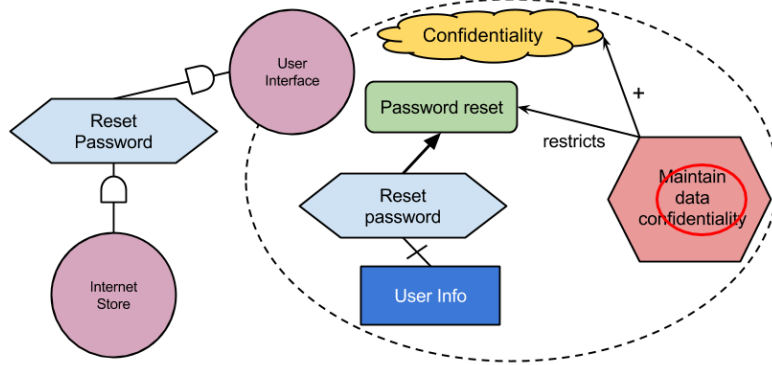 User
Interface
Confidentiality
Reset
Password
Password reset
+
restricts
Reset
password
Maintain
data
confidentiality
Internet
Store
User Info